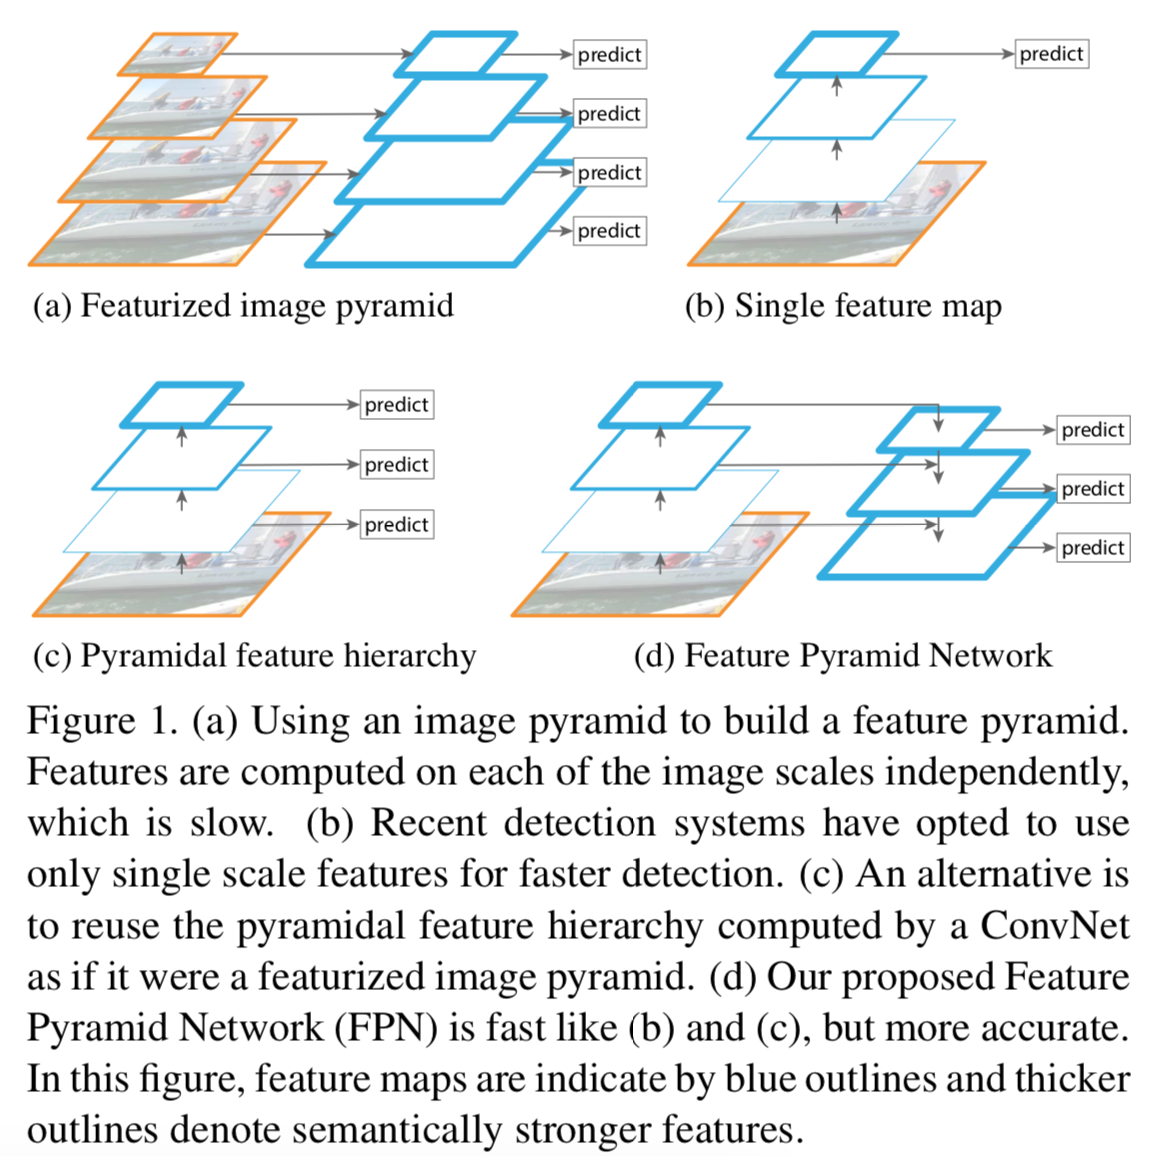 predict
predict
predict
predict
predict
(a) Featurized image pyramid
(b) Single feature map
predict
predict
predict
predict
predict
predict
(c) Pyramidal feature hierarchy
(d) Feature Pyramid Network
Figure 1. (a) Using an image pyramid to build a feature pyramid.
Features are computed on each of the image scales independently,
which is slow. (b) Recent detection systems have opted to use
only single scale features for faster detection. (c) An alternative is
to reuse the pyramidal feature hierarchy computed by a ConvNet
as if it were a featurized image pyramid. (d) Our proposed Feature
Pyramid Network (FPN) is fast like (b) and (c), but more accurate.
In this figure, feature maps are indicate by blue outlines and thicker
outlines denote semantically stronger features.